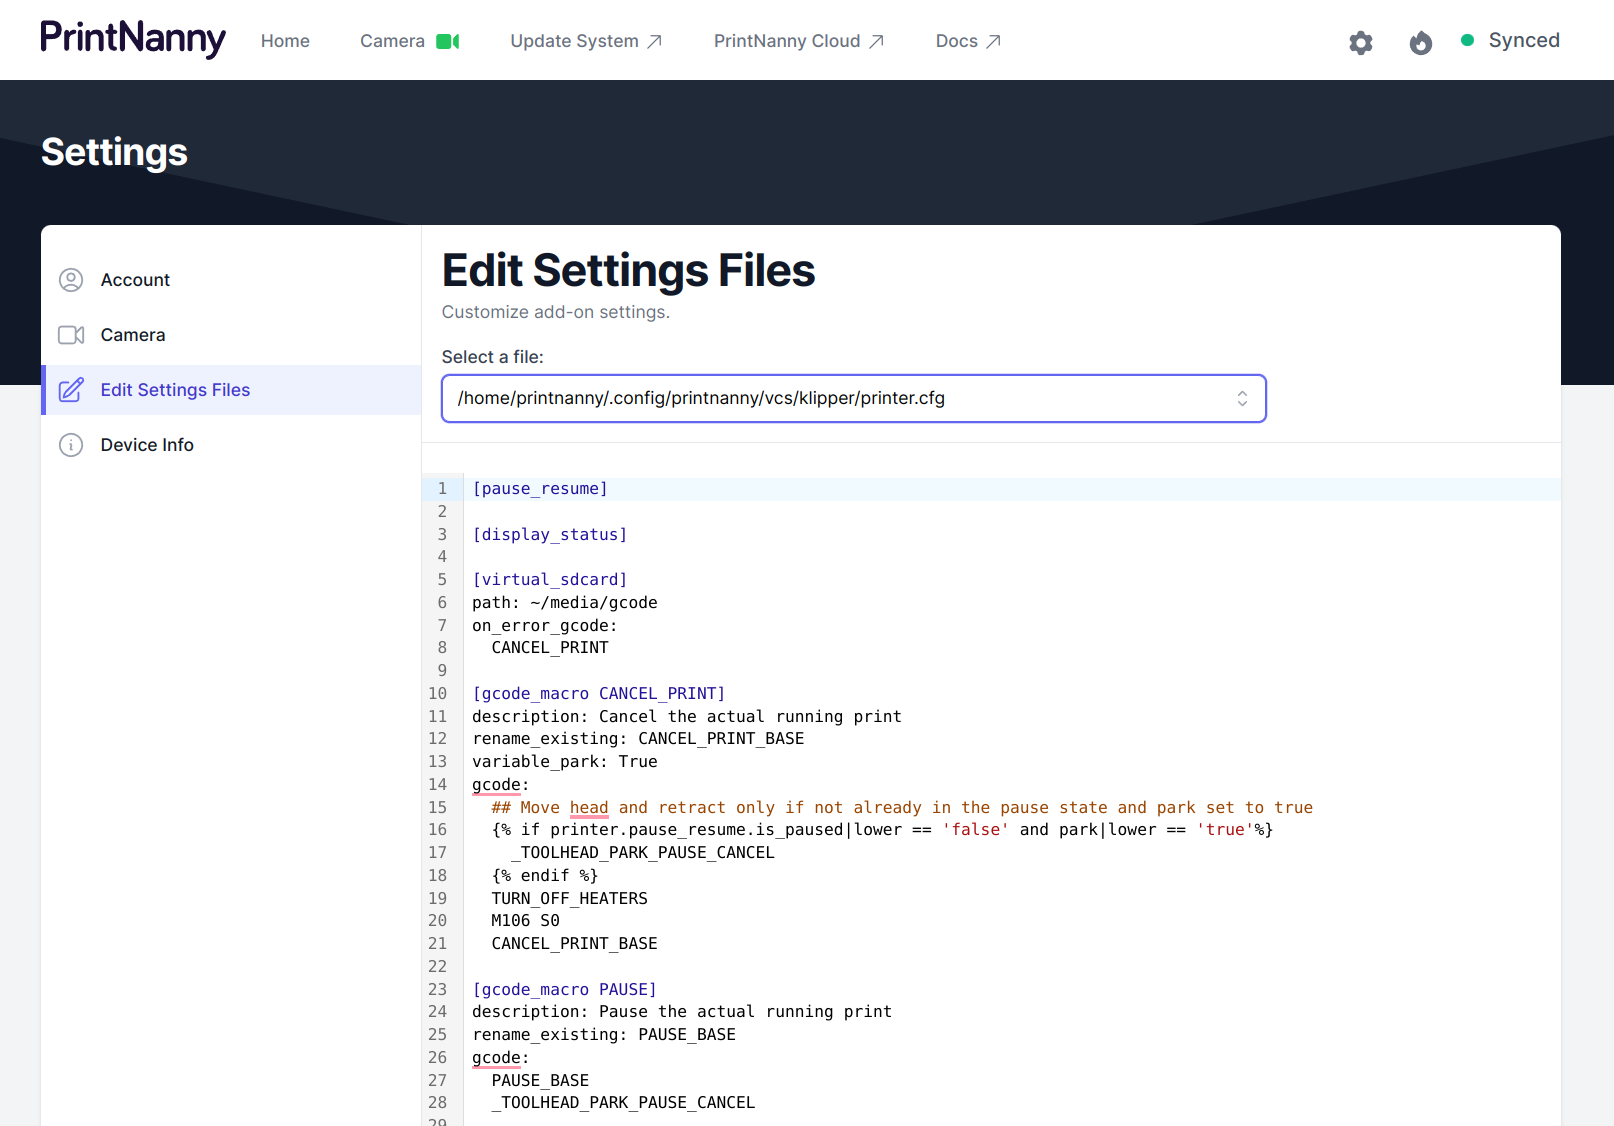 PrintNanny
Home
Camera
Update System
PrintNanny Cloud
Docs
Synced
Settings
Account
Camera
Edit Settings Files
Device Info
Edit Settings Files
Customize add-on settings.
Select a file:
/home/printnanny/.config/printnanny/vcs/klipper/printer.cfg
1 [pause_resume]
2
3 [display_status]
4
5 [virtual_sdcard]
6 path: ~/media/gcode
7 on_error_gcode:
8   CANCEL_PRINT
9
10 [gcode_macro CANCEL_PRINT]
11 description: Cancel the actual running print
12 rename_existing: CANCEL_PRINT_BASE
13 variable_park: True
14 gcode:
15   ## Move head and retract only if not already in the pause state and park set to true
16   {% if printer.pause_resume.is_paused|lower == 'false' and park|lower == 'true'%}
17     _TOOLHEAD_PARK_PAUSE_CANCEL
18   {% endif %}
19   TURN_OFF_HEATERS
20   M106 S0
21   CANCEL_PRINT_BASE
22
23 [gcode_macro PAUSE]
24 description: Pause the actual running print
25 rename_existing: PAUSE_BASE
26 gcode:
27   PAUSE_BASE
28   _TOOLHEAD_PARK_PAUSE_CANCEL
29